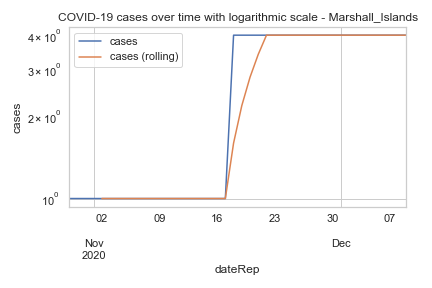 COVID-19 cases over time with logarithmic scale - Marshall_Islands
4 × 10⁰
3 × 10⁰
2 × 10⁰
10⁰
cases
cases
cases (rolling)
02 09 16 23 30 07
Nov Dec
2020
dateRep